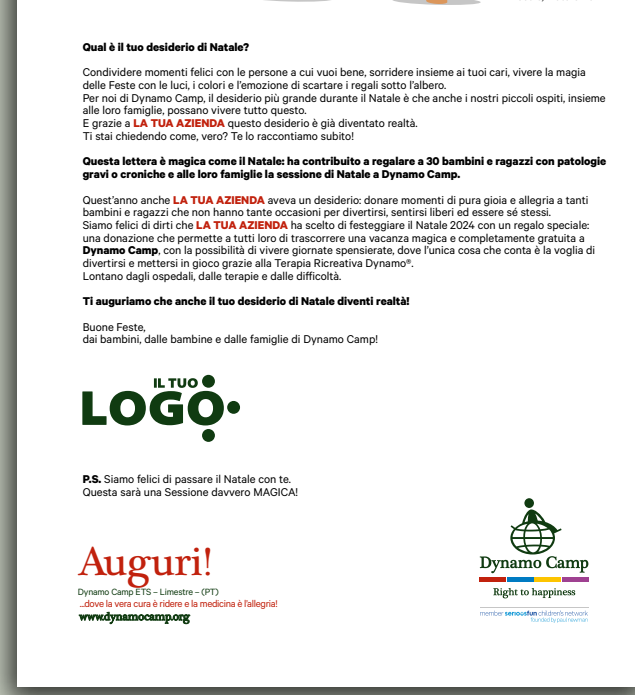 Qual è il tuo desiderio di Natale?
Condividere momenti felici con le persone a cui vuoi bene, sorridere insieme ai tuoi cari, vivere la magia
delle Feste con le luci, i colori e l'emozione di scartare i regali sotto l'albero.
Per noi di Dynamo Camp, il desiderio più grande durante il Natale è che anche i nostri piccoli ospiti, insieme
alle loro famiglie, possano vivere tutto questo.
E grazie a LA TUA AZIENDA questo desiderio è già diventato realtà.
Ti stai chiedendo come, vero? Te lo raccontiamo subito!
Questa lettera è magica come il Natale: ha contribuito a regalare a 30 bambini e ragazzi con patologie
gravi o croniche e alle loro famiglie la sessione di Natale a Dynamo Camp.
Quest'anno anche LA TUA AZIENDA aveva un desiderio: donare momenti di pura gioia e allegria a tanti
bambini e ragazzi che non hanno tante occasioni per divertirsi, sentirsi liberi ed essere sé stessi.
Siamo felici di dirti che LA TUA AZIENDA ha scelto di festeggiare il Natale 2024 con un regalo speciale:
una donazione che permette a tutti loro di trascorrere una vacanza magica e completamente gratuita a
Dynamo Camp, con la possibilità di vivere giornate spensierate, dove l'unica cosa che conta è la voglia di
divertirsi e mettersi in gioco grazie alla Terapia Ricreativa Dynamo®.
Lontano dagli ospedali, dalle terapie e dalle difficoltà.
Ti auguriamo che anche il tuo desiderio di Natale diventi realtà!
Buone Feste,
dai bambini, dalle bambine e dalle famiglie di Dynamo Camp!
IL TUO
LOGO
P.S. Siamo felici di passare il Natale con te.
Questa sarà una Sessione davvero MAGICA!
Auguri!
Dynamo Camp ETS – Limestre – (PT)
...dove la vera cura è ridere e la medicina è l'allegria!
www.dynamocamp.org
Dynamo Camp
Right to happiness
member seriousfun children's network
founded by paul newman